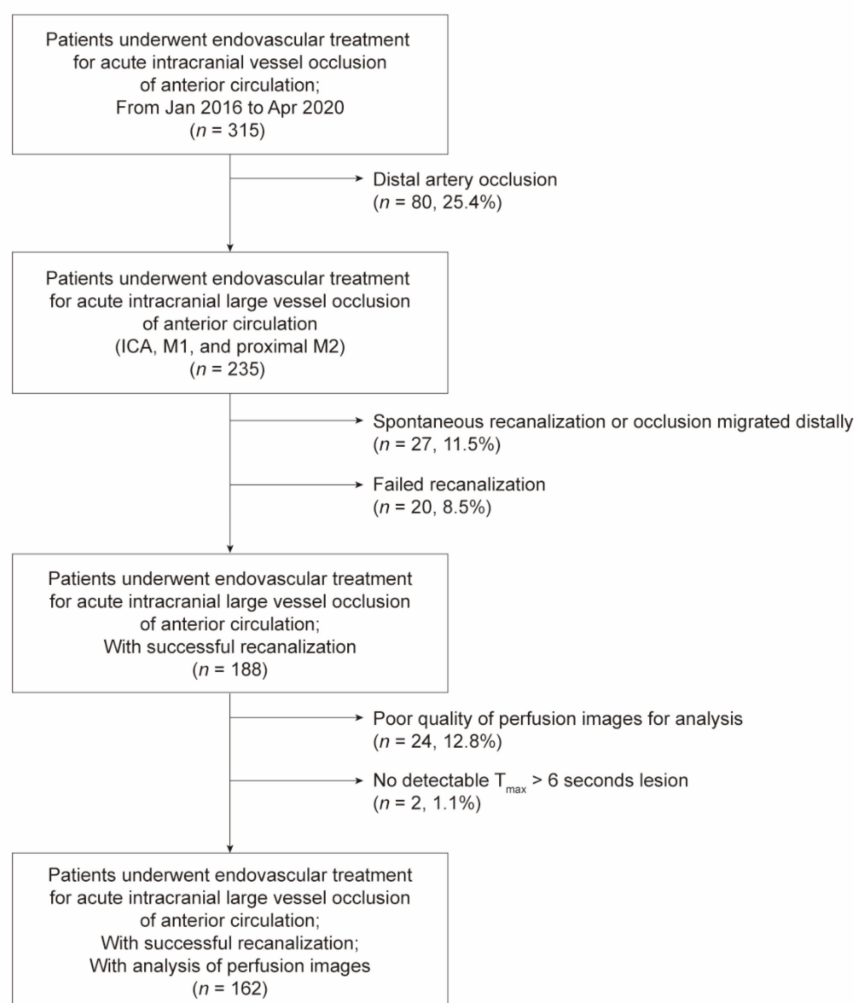 Patients underwent endovascular treatment
for acute intracranial vessel occlusion
of anterior circulation;
From Jan 2016 to Apr 2020
(n = 315)
Distal artery occlusion
(n = 80, 25.4%)
Patients underwent endovascular treatment
for acute intracranial large vessel occlusion
of anterior circulation
(ICA, M1, and proximal M2)
(n = 235)
Spontaneous recanalization or occlusion migrated distally
(n = 27, 11.5%)
Failed recanalization
(n = 20, 8.5%)
Patients underwent endovascular treatment
for acute intracranial large vessel occlusion
of anterior circulation;
With successful recanalization
(n = 188)
Poor quality of perfusion images for analysis
(n = 24, 12.8%)
No detectable Tmax > 6 seconds lesion
(n = 2, 1.1%)
Patients underwent endovascular treatment
for acute intracranial large vessel occlusion
of anterior circulation;
With successful recanalization;
With analysis of perfusion images
(n = 162)